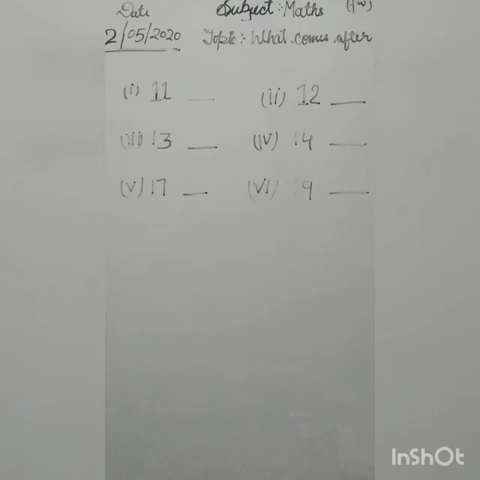 Date Subject :- Maths
2/05/2020 Topic :- What comes after
(i) 11 __ (ii) 12 __
(iii) 13 __ (iv) 14 __
(v) 17 __ (vi) 19 __
InShOt